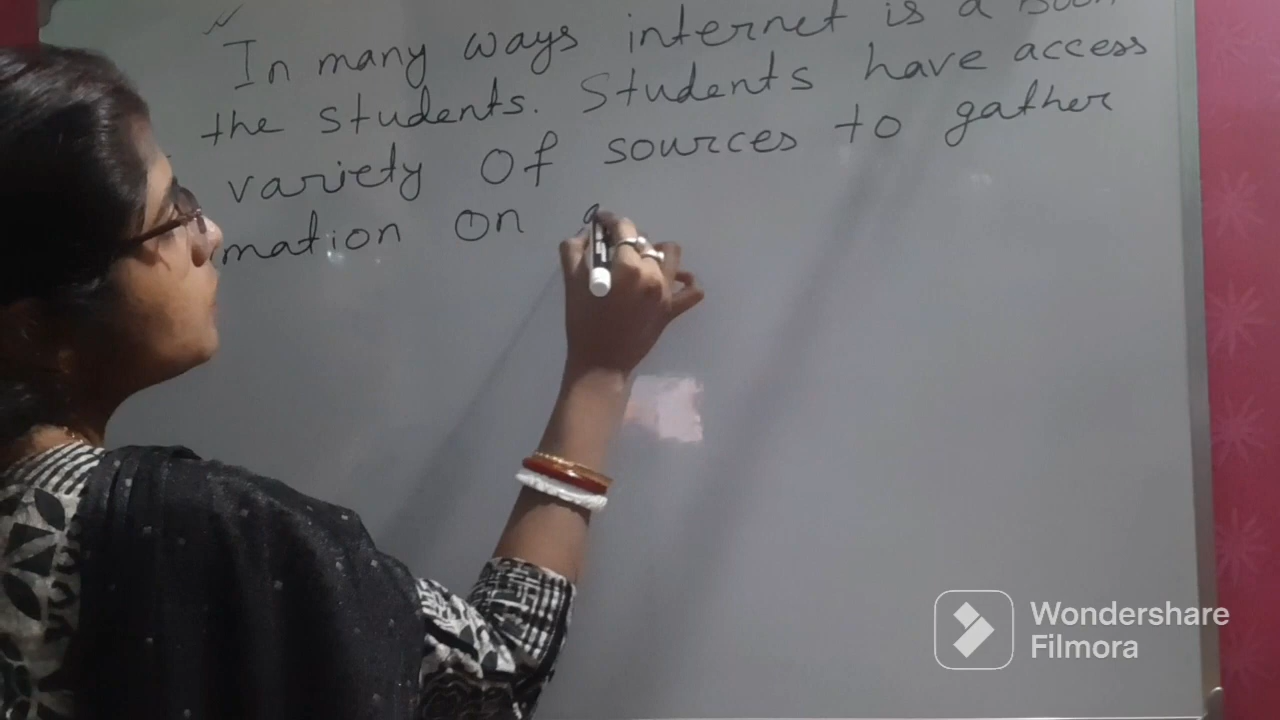 In many ways internet is a boon
the students. Students have access
variety of sources to gather
mation on a
Wondershare
Filmora